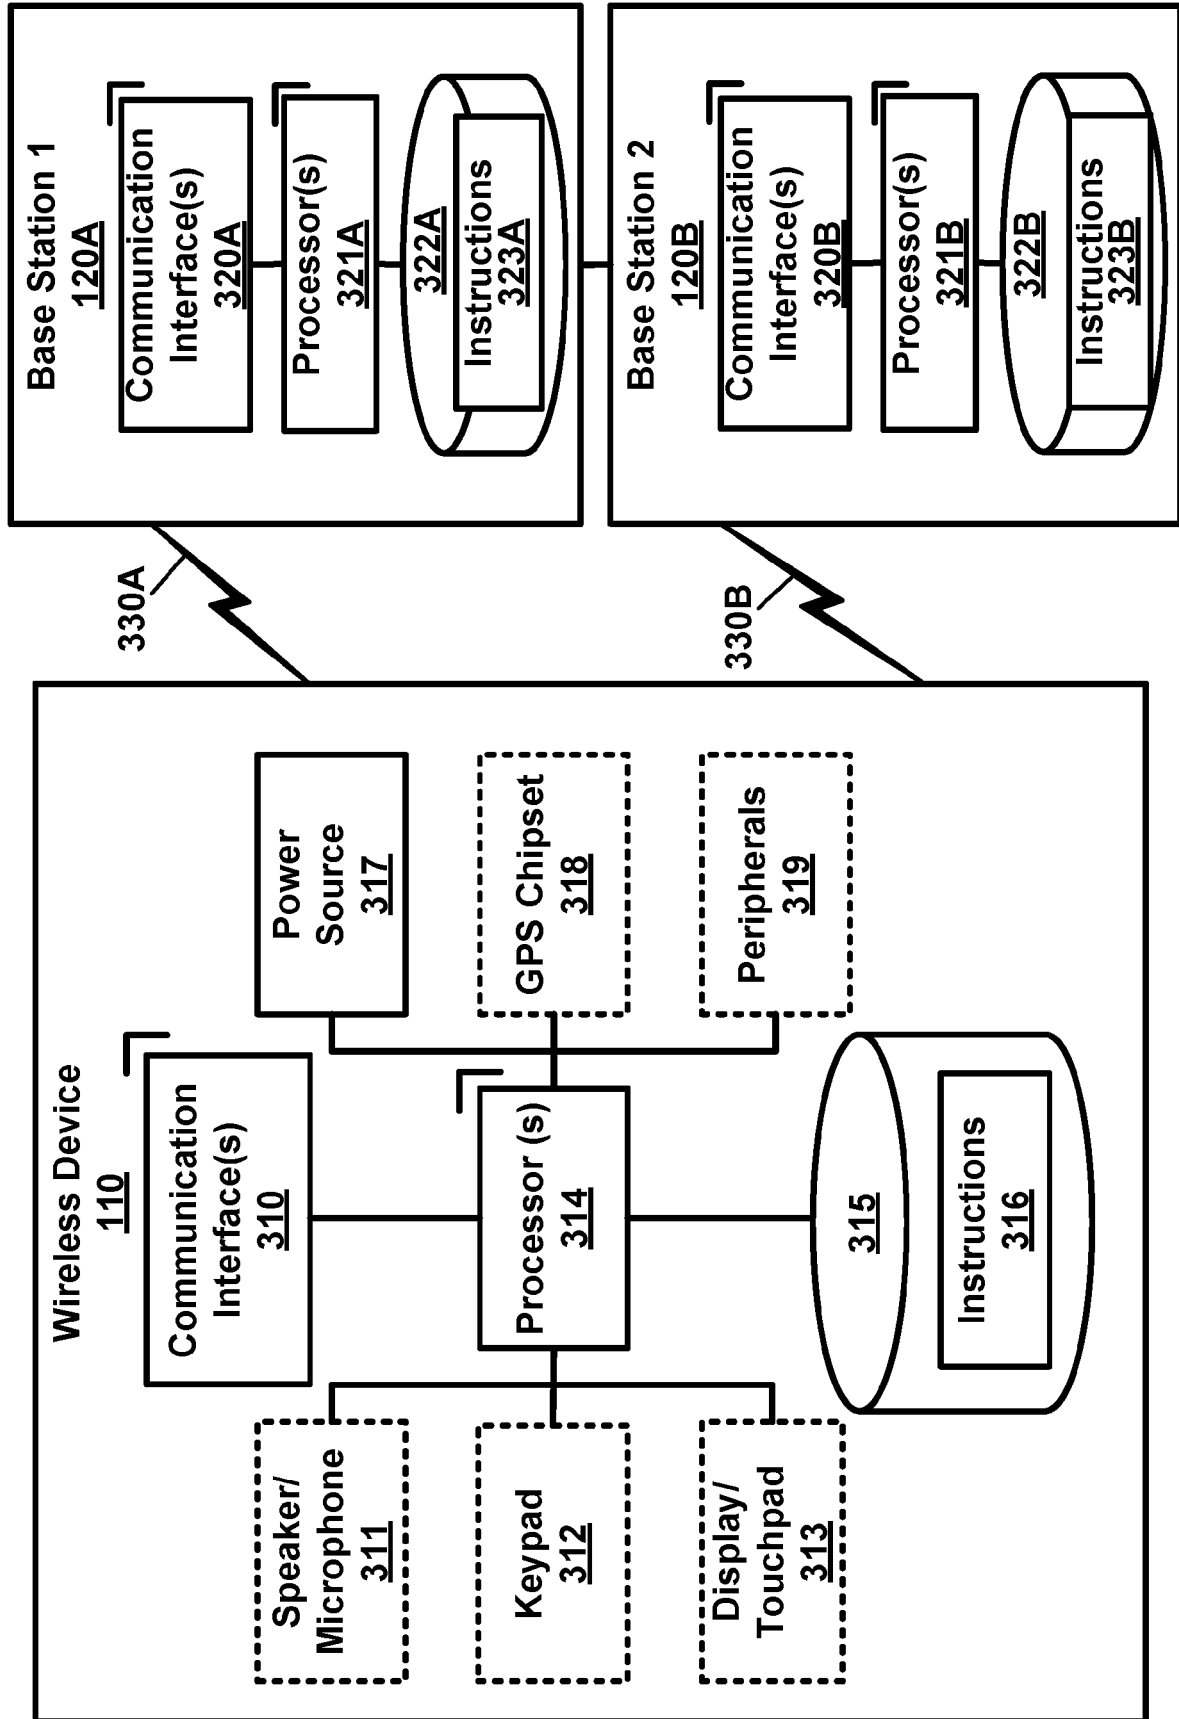 Wireless Device
110
Communication
Interface(s)
310
Speaker/
Microphone
311
Keypad
312
Display/
Touchpad
313
Processor (s)
314
Power
Source
317
GPS Chipset
318
Peripherals
319
315
Instructions
316
330A
330B
Base Station 1
120A
Communication
Interface(s)
320A
Processor(s)
321A
322A
Instructions
323A
Base Station 2
120B
Communication
Interface(s)
320B
Processor(s)
321B
322B
Instructions
323B